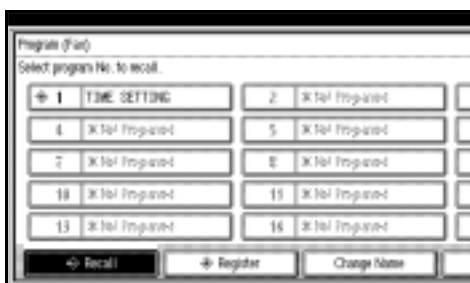 Program (Fax)
Select program No. to recall.
1 TIME SETTING 2 * Not Programmed
4 * Not Programmed 5 * Not Programmed
7 * Not Programmed 8 * Not Programmed
10 * Not Programmed 11 * Not Programmed
13 * Not Programmed 16 * Not Programmed
Recall Register Change Name